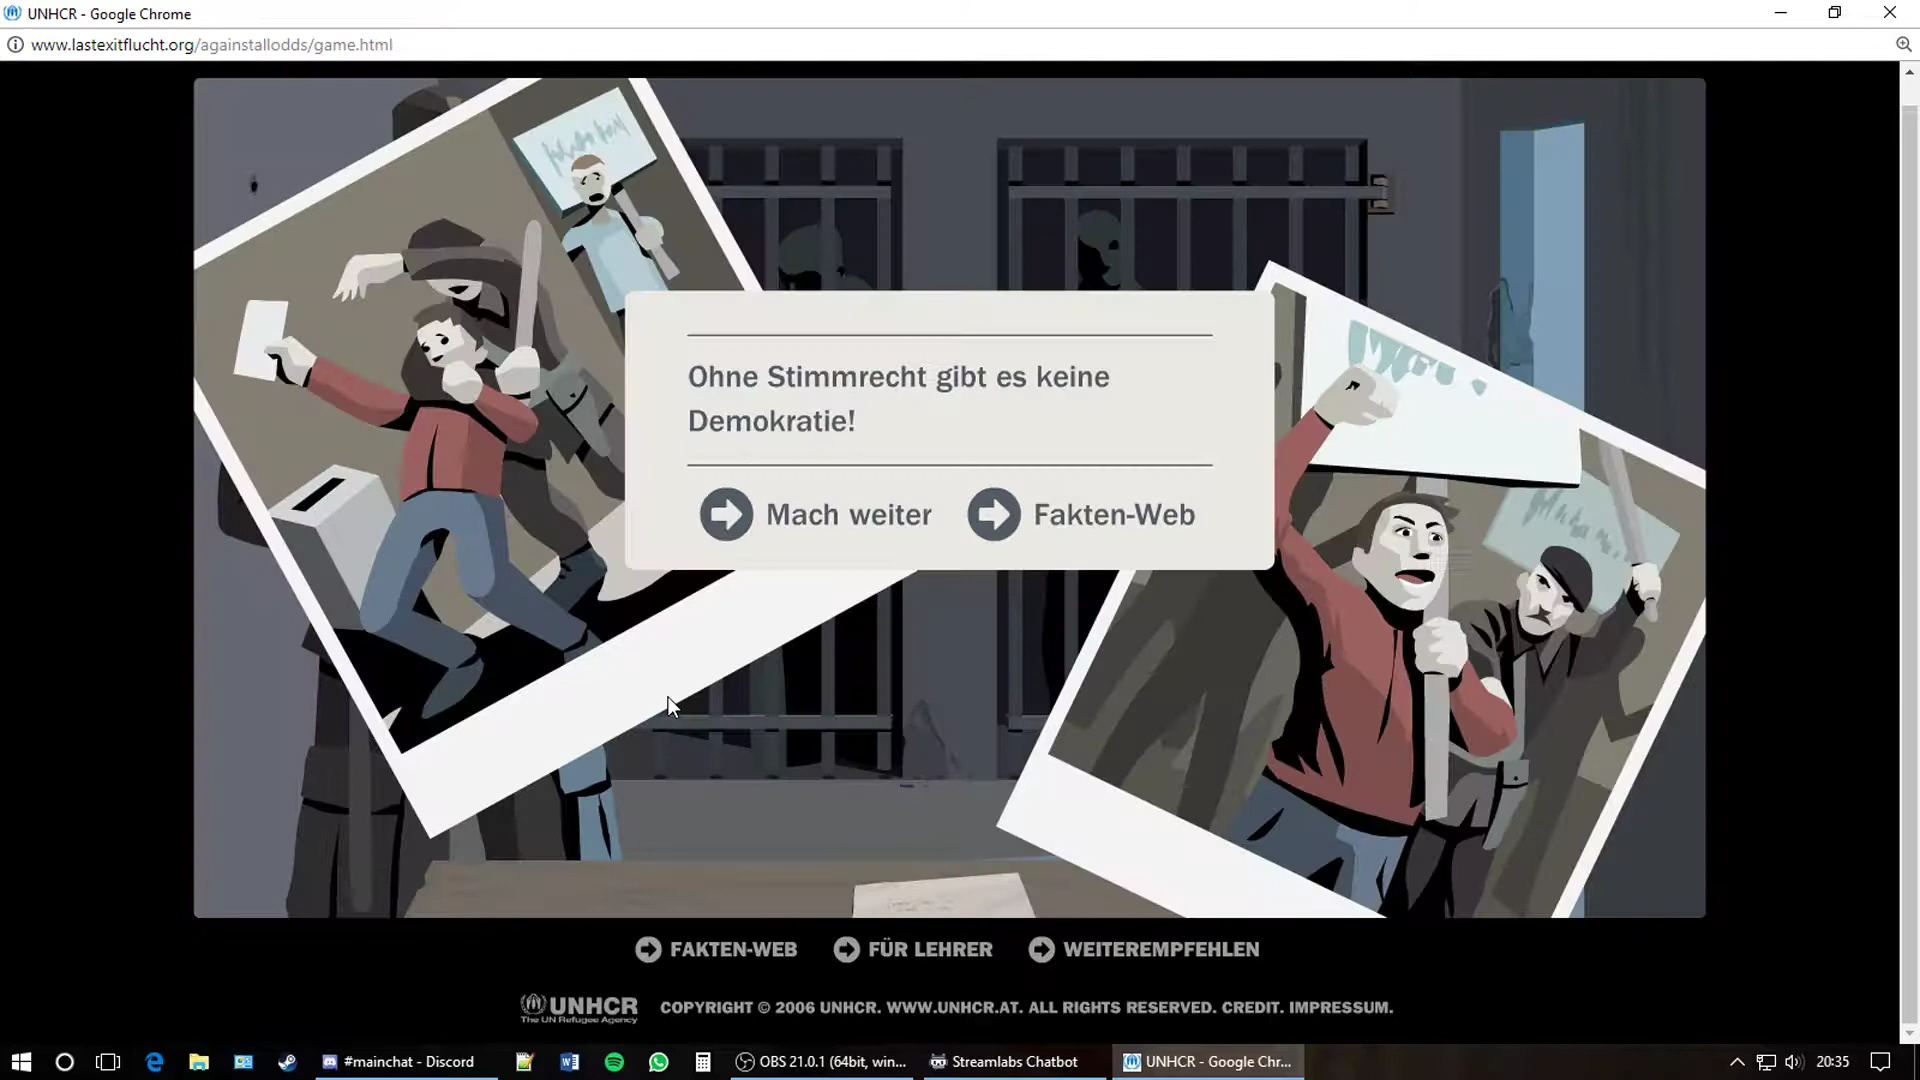 UNHCR - Google Chrome
www.lastexitflucht.org/againstallodds/game.html
Ohne Stimmrecht gibt es keine
Demokratie!
Mach weiter
Fakten-Web
FAKTEN-WEB
FÜR LEHRER
WEITEREMPFEHLEN
UNHCR
The UN Refugee Agency
COPYRIGHT © 2006 UNHCR. WWW.UNHCR.AT. ALL RIGHTS RESERVED. CREDIT. IMPRESSUM.
#mainchat - Discord
OBS 21.0.1 (64bit, win...
Streamlabs Chatbot
UNHCR - Google Chr...
20:35